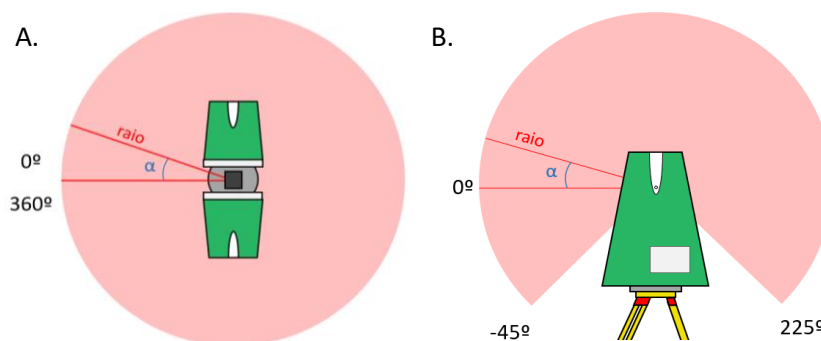 A.
raio
0º
α
360º
B.
raio
α
0º
-45º
225º